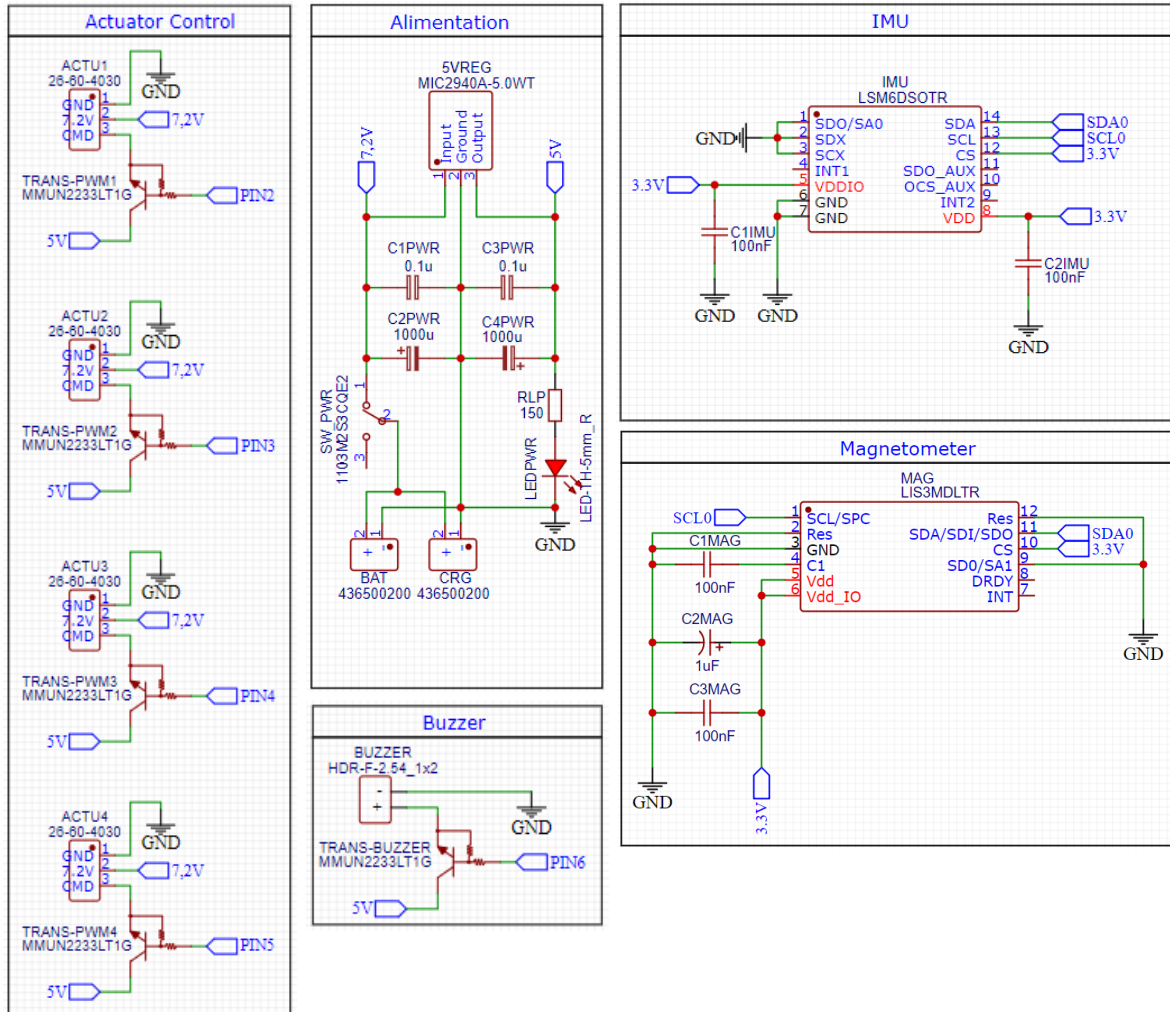 Actuator Control
ACTU1
26-60-4030
GND 1
7.2V 2
CMD 3
GND
7,2V
TRANS-PWM1
MMUN2233LT1G
PIN2
5V
ACTU2
26-60-4030
GND 1
7.2V 2
CMD 3
GND
7,2V
TRANS-PWM2
MMUN2233LT1G
PIN3
5V
ACTU3
26-60-4030
GND 1
7.2V 2
CMD 3
GND
7,2V
TRANS-PWM3
MMUN2233LT1G
PIN4
5V
ACTU4
26-60-4030
GND 1
7.2V 2
CMD 3
GND
7,2V
TRANS-PWM4
MMUN2233LT1G
PIN5
5V
Alimentation
5VREG
MIC2940A-5.0WT
Input
Ground
Output
1 2 3
7,2V
5V
C1PWR
0.1u
C3PWR
0.1u
C2PWR
1000u
+
C4PWR
1000u
+
SW_PWR
1103M2S3CQE2
1
2
3
RLP
150
LEDPWR
LED-TH-5mm_R
GND
2 1
+ -
BAT
436500200
2 1
+ -
CRG
436500200
Buzzer
BUZZER
HDR-F-2.54_1x2
-
+
GND
TRANS-BUZZER
MMUN2233LT1G
PIN6
5V
IMU
IMU
LSM6DSOTR
GND
1 SDO/SA0
2 SDX
3 SCX
4 INT1
5 VDDIO
6 GND
7 GND
SDA 14
SCL 13
CS 12
SDO_AUX 11
OCS_AUX 10
INT2 9
VDD 8
SDA0
SCL0
3.3V
3.3V
3.3V
C1IMU
100nF
C2IMU
100nF
GND
GND
GND
Magnetometer
MAG
LIS3MDLTR
SCL0
1 SCL/SPC
2 Res
3 GND
4 C1
5 Vdd
6 Vdd_IO
Res 12
SDA/SDI/SDO 11
CS 10
SD0/SA1 9
DRDY 8
INT 7
SDA0
3.3V
C1MAG
100nF
C2MAG
+
1uF
C3MAG
100nF
GND
GND
3.3V